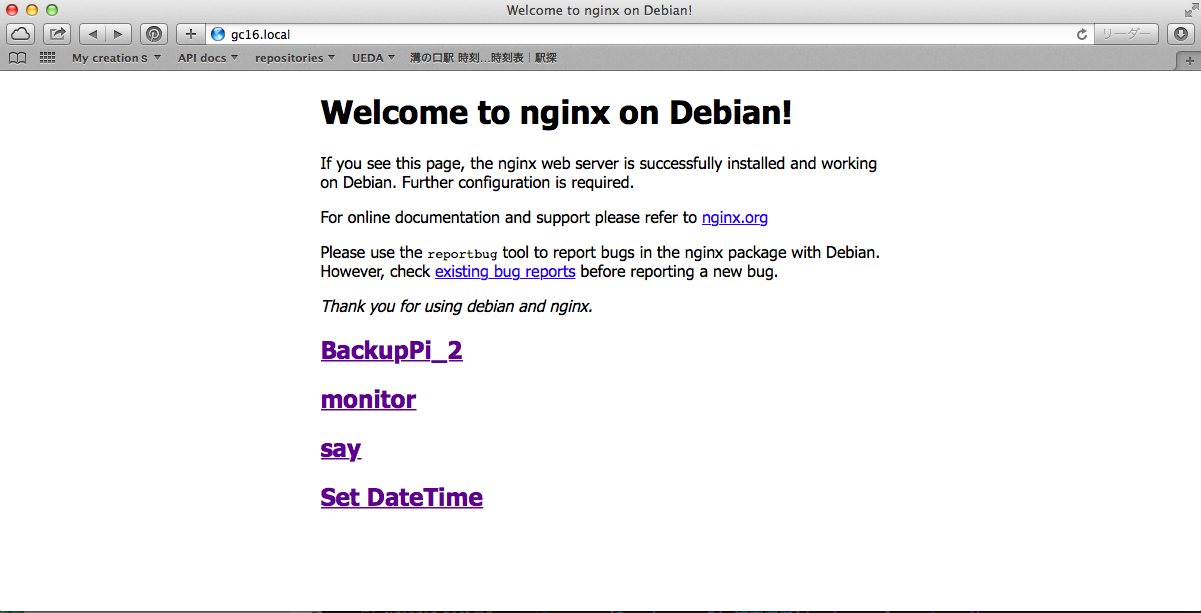 Welcome to nginx on Debian!
gc16.local
リーダー
My creation s
API docs
repositories
UEDA
溝の口駅 時刻...時刻表｜駅探
Welcome to nginx on Debian!
If you see this page, the nginx web server is successfully installed and working
on Debian. Further configuration is required.
For online documentation and support please refer to nginx.org
Please use the reportbug tool to report bugs in the nginx package with Debian.
However, check existing bug reports before reporting a new bug.
Thank you for using debian and nginx.
BackupPi_2
monitor
say
Set DateTime